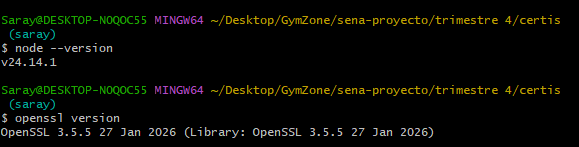 Saray@DESKTOP-NOQOC55 MINGW64 ~/Desktop/GymZone/sena-proyecto/trimestre 4/certis
(saray)
$ node --version
v24.14.1
Saray@DESKTOP-NOQOC55 MINGW64 ~/Desktop/GymZone/sena-proyecto/trimestre 4/certis
(saray)
$ openssl version
OpenSSL 3.5.5 27 Jan 2026 (Library: OpenSSL 3.5.5 27 Jan 2026)